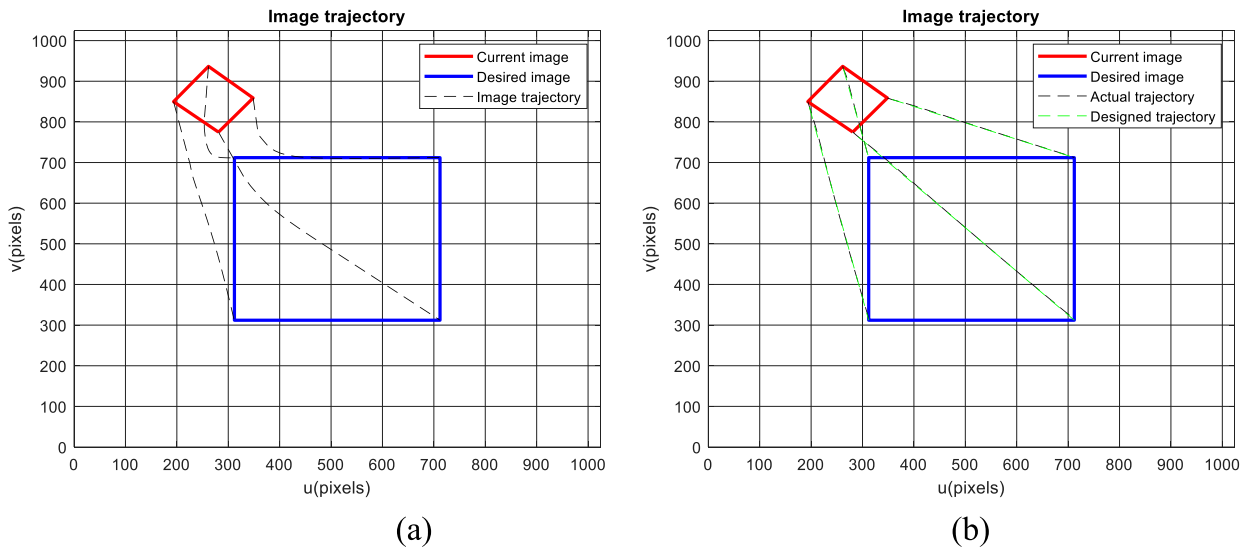 Image trajectory
Current image
Desired image
Image trajectory
1000
900
800
700
600
500
400
300
200
100
0
v(pixels)
0 100 200 300 400 500 600 700 800 900 1000
u(pixels)
(a)
Image trajectory
Current image
Desired image
Actual trajectory
Designed trajectory
1000
900
800
700
600
500
400
300
200
100
0
v(pixels)
0 100 200 300 400 500 600 700 800 900 1000
u(pixels)
(b)